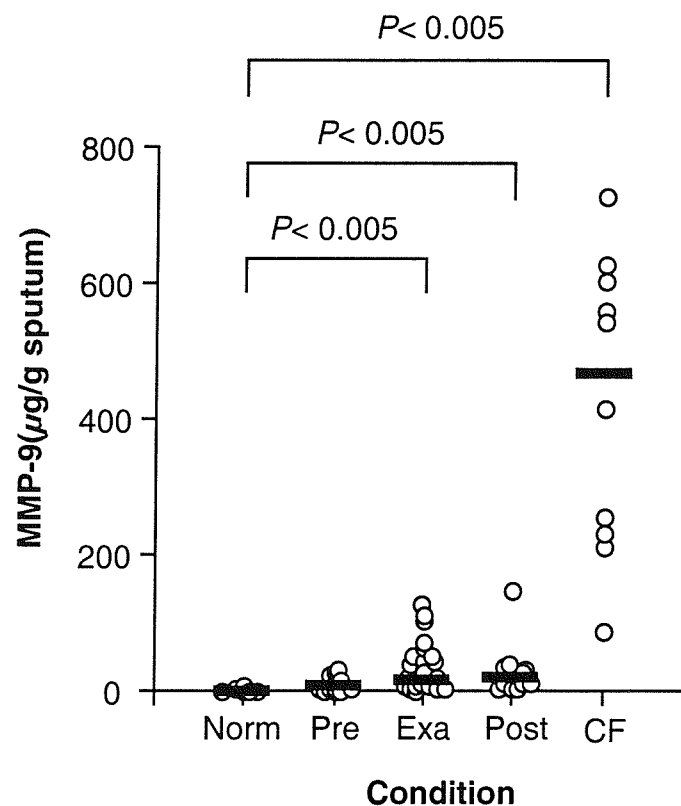 P< 0.005
P< 0.005
P< 0.005
800
600
400
200
0
MMP-9(μg/g sputum)
Norm Pre Exa Post CF
Condition